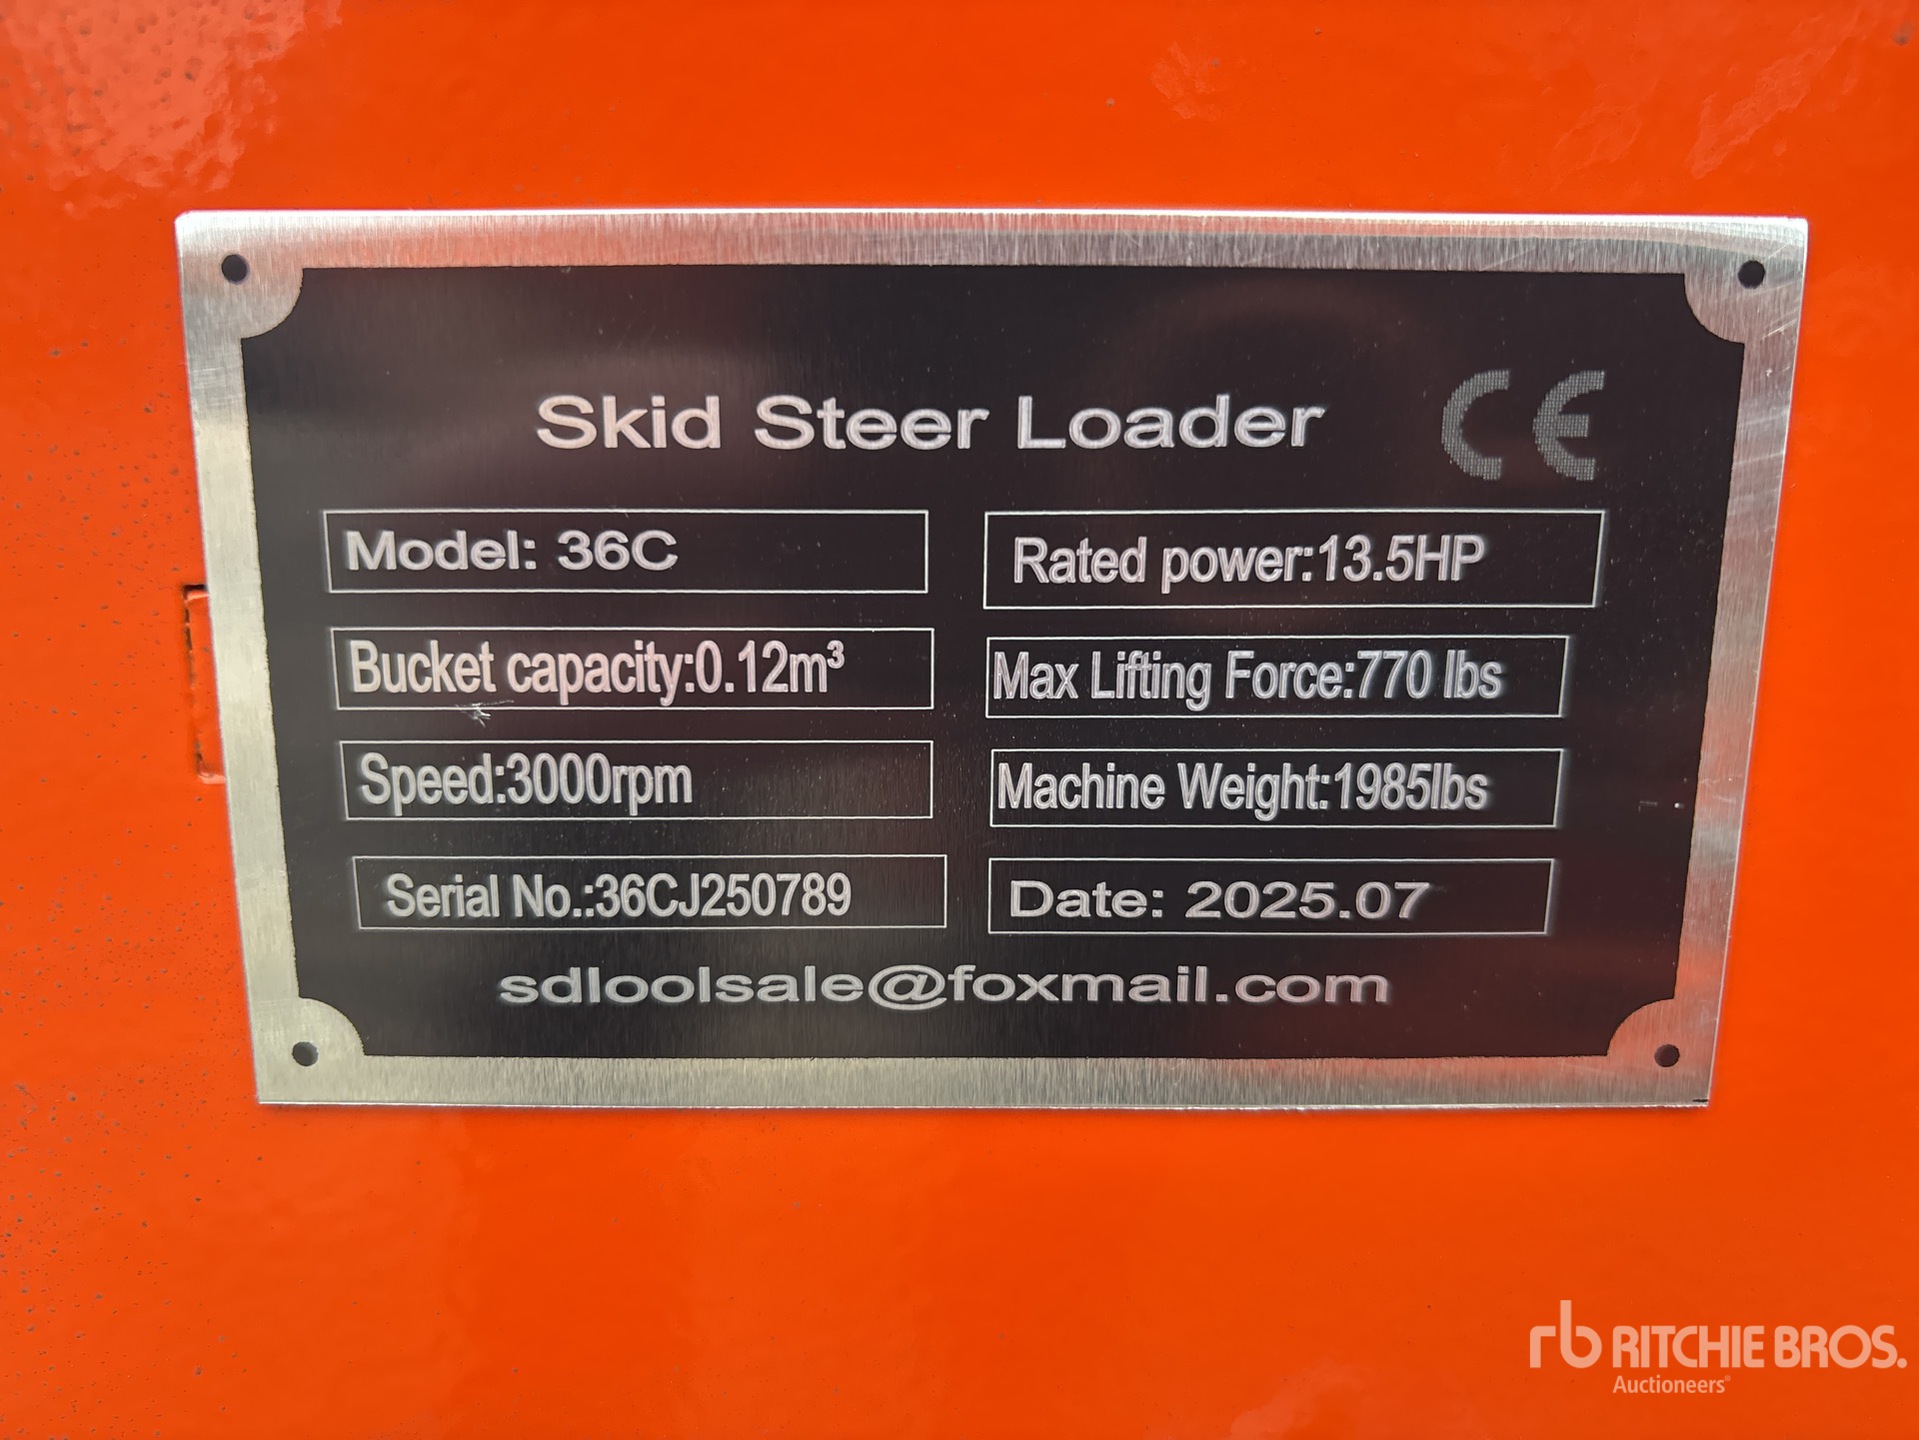 Skid Steer Loader CE
Model: 36C
Rated power:13.5HP
Bucket capacity:0.12m³
Max Lifting Force:770 lbs
Speed:3000rpm
Machine Weight:1985lbs
Serial No.:36CJ250789
Date: 2025.07
sdloolsale@foxmail.com
rb RITCHIE BROS.
Auctioneers®